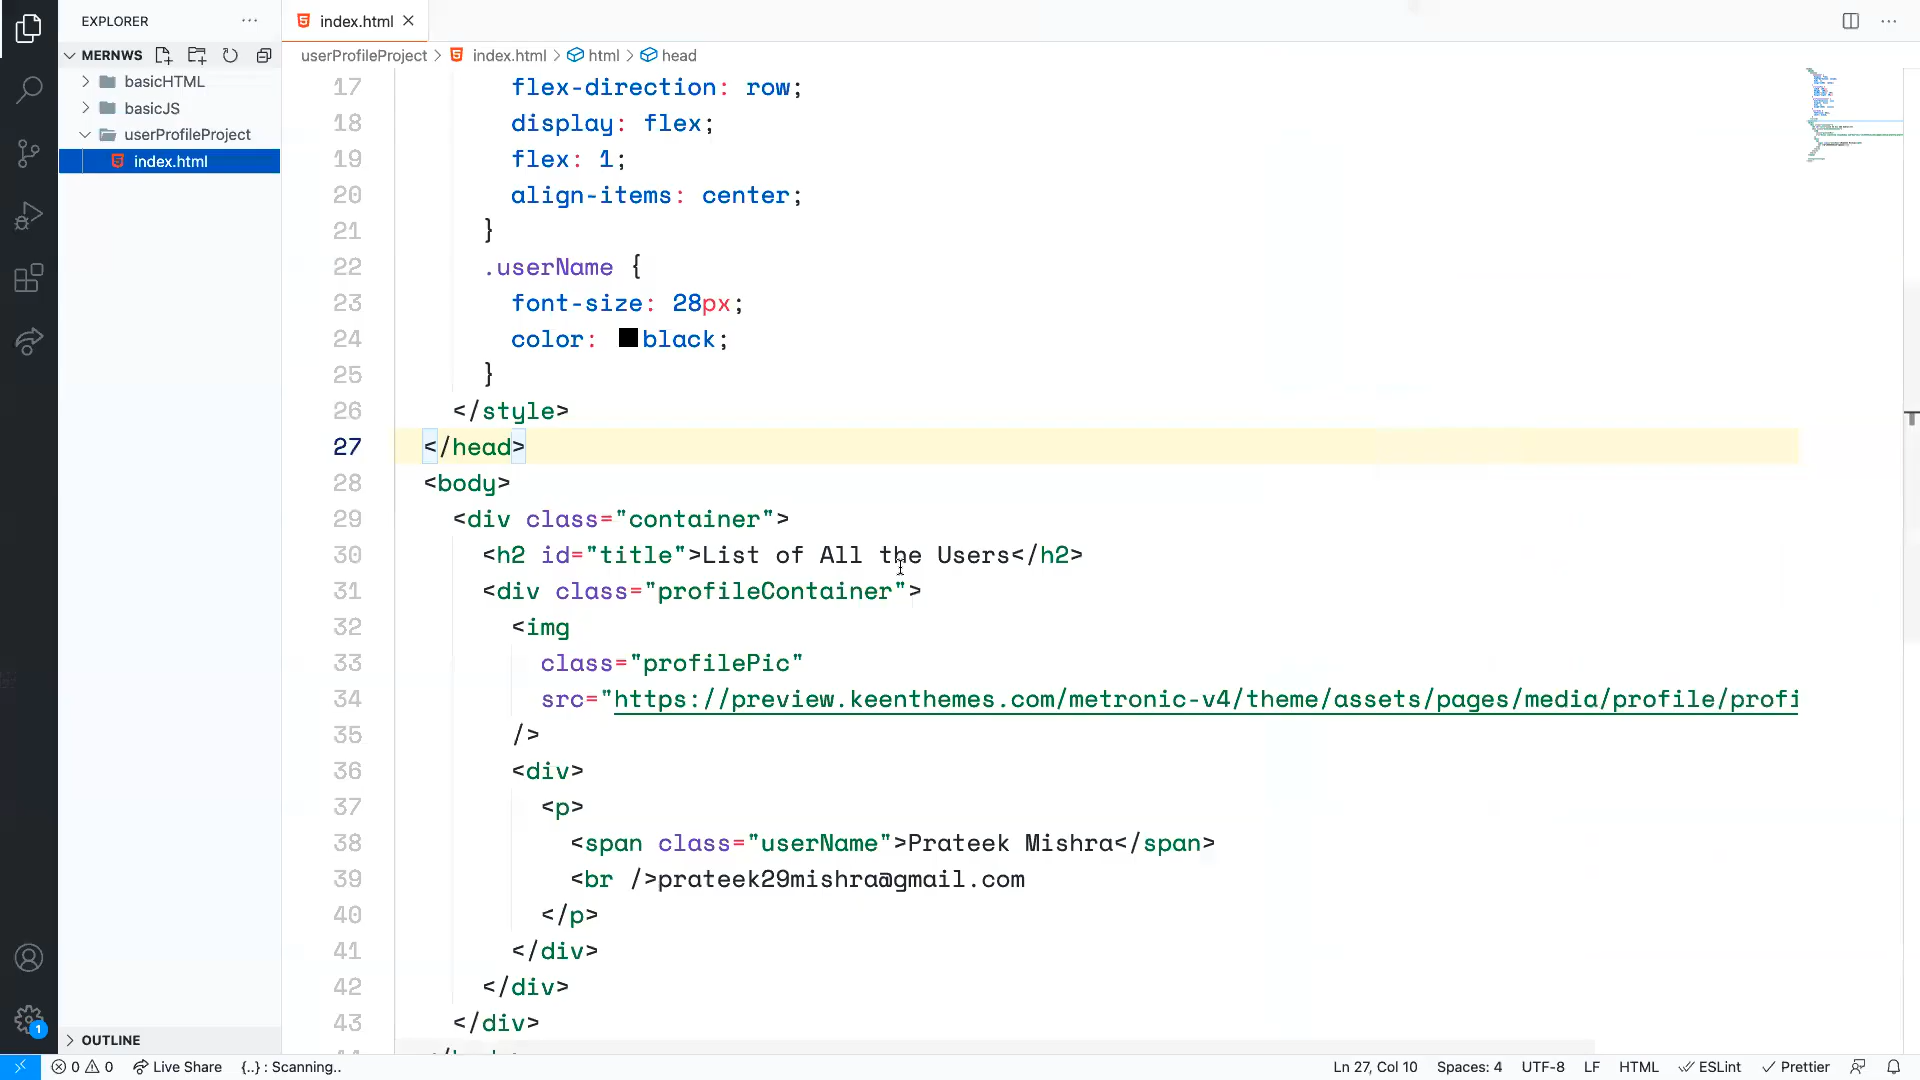 EXPLORER
MERNWS
basicHTML
basicJS
userProfileProject
index.html
index.html
userProfileProject > index.html > html > head
17 flex-direction: row;
18 display: flex;
19 flex: 1;
20 align-items: center;
21 }
22 .userName {
23 font-size: 28px;
24 color: black;
25 }
26 </style>
27 </head>
28 <body>
29 <div class="container">
30 <h2 id="title">List of All the Users</h2>
31 <div class="profileContainer">
32 <img
33 class="profilePic"
34 src="https://preview.keenthemes.com/metronic-v4/theme/assets/pages/media/profile/profi
35 />
36 <div>
37 <p>
38 <span class="userName">Prateek Mishra</span>
39 <br />prateek29mishra@gmail.com
40 </p>
41 </div>
42 </div>
43 </div>
1
OUTLINE
0 0 Live Share {..} : Scanning.. Ln 27, Col 10 Spaces: 4 UTF-8 LF HTML ESLint Prettier